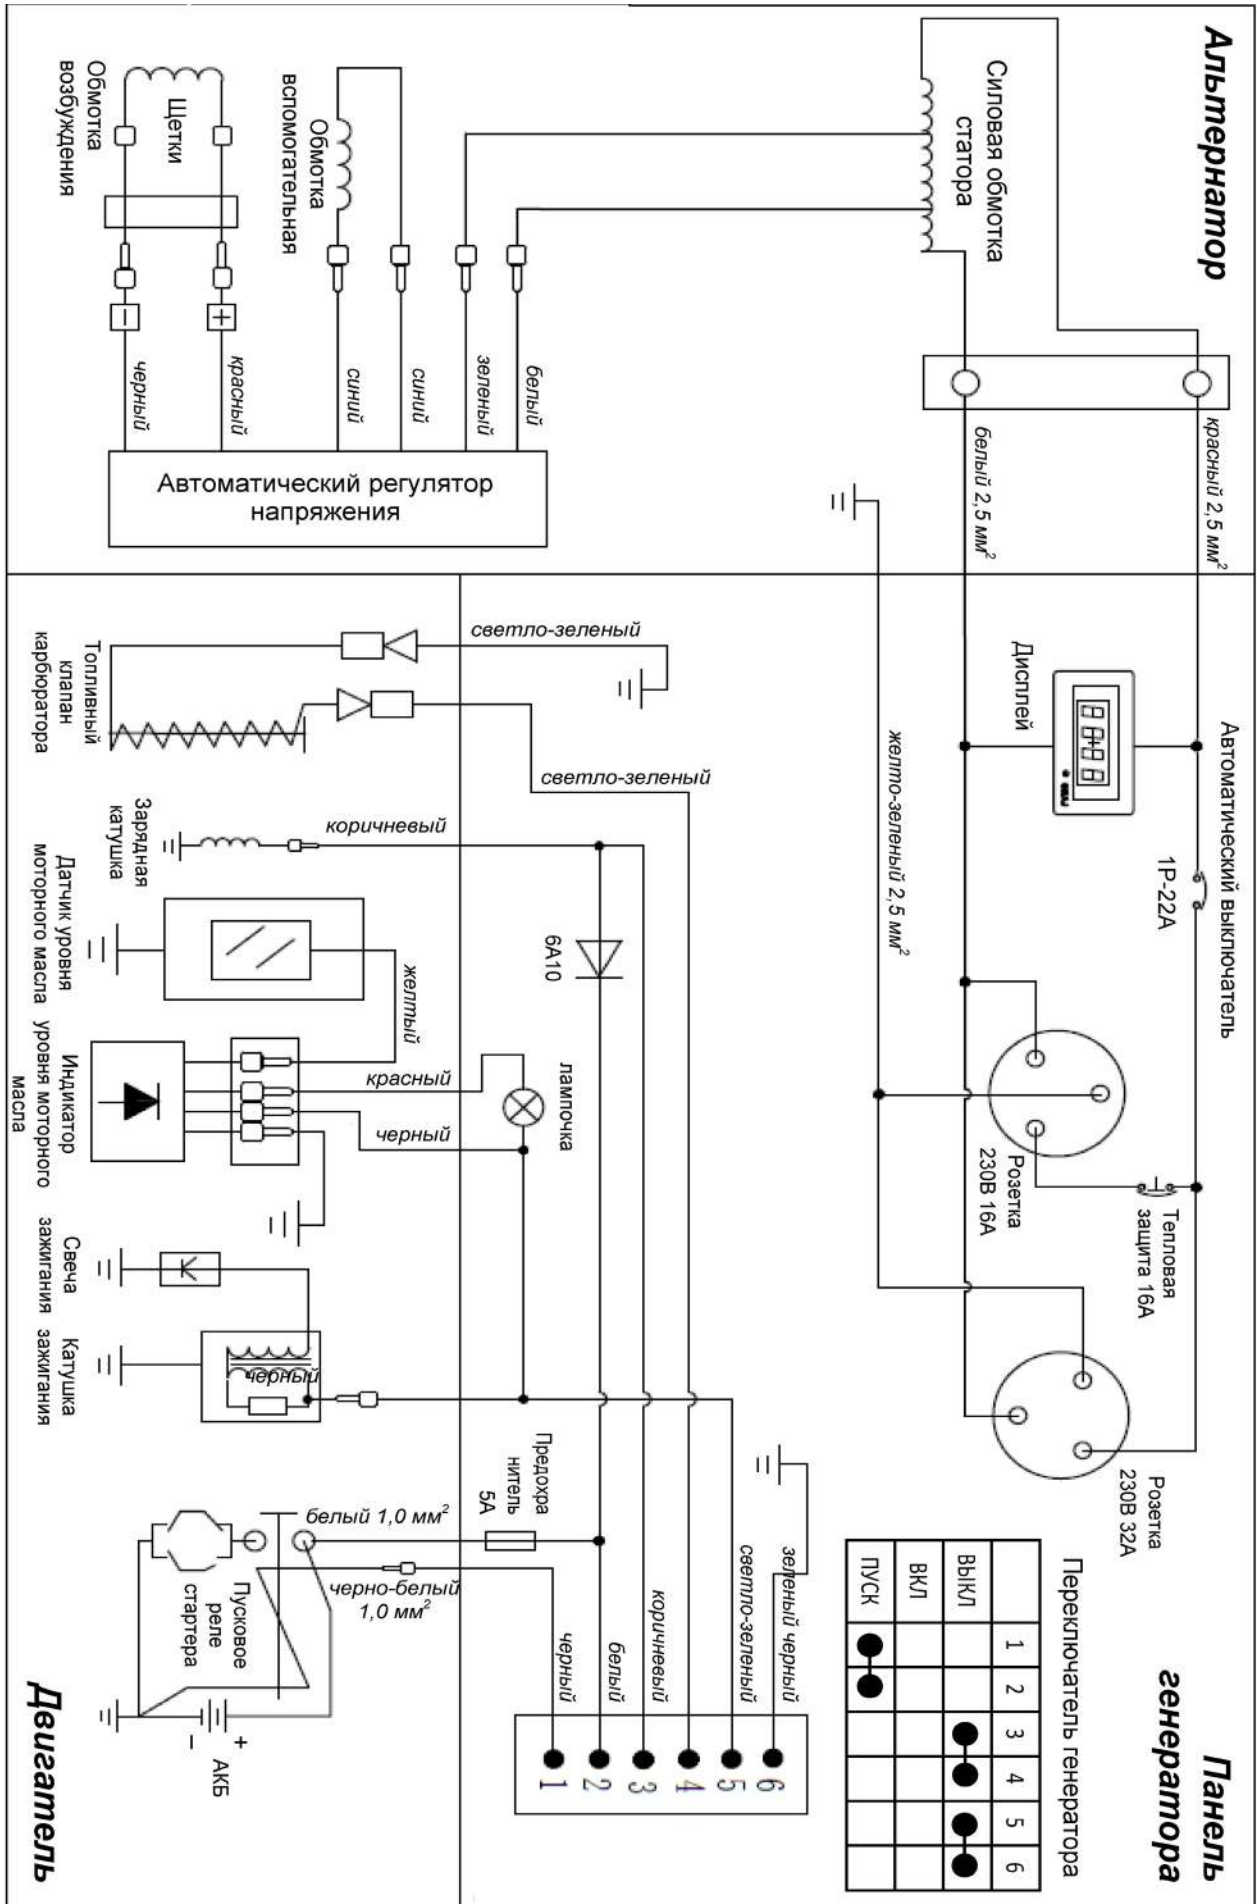 Альтернатор
Силовая обмотка
статора
Обмотка
вспомогательная
Щетки
Обмотка
возбуждения
красный 2,5 мм²
белый 2,5 мм²
белый
зеленый
синий
синий
красный
черный
+
−
Автоматический регулятор
напряжения
Панель
генератора
Автоматический выключатель
1Р-22А
Дисплей
желто-зеленый 2,5 мм²
Розетка
230В 16А
Тепловая
защита 16А
Розетка
230В 32А
Переключатель генератора
1 2 3 4 5 6
ВЫКЛ
ВКЛ
ПУСК
светло-зеленый
светло-зеленый
коричневый
6А10
лампочка
желтый
красный
черный
черный
Предохра
нитель
5А
белый 1,0 мм²
черно-белый
1,0 мм²
зеленый черный
светло-зеленый
коричневый
белый
черный
6
5
4
3
2
1
Топливный
клапан
карбюратора
Зарядная
катушка
Датчик уровня
моторного масла
Индикатор
уровня моторного
масла
Свеча
зажигания
Катушка
зажигания
Пусковое
реле
стартера
+
−
АКБ
Двигатель